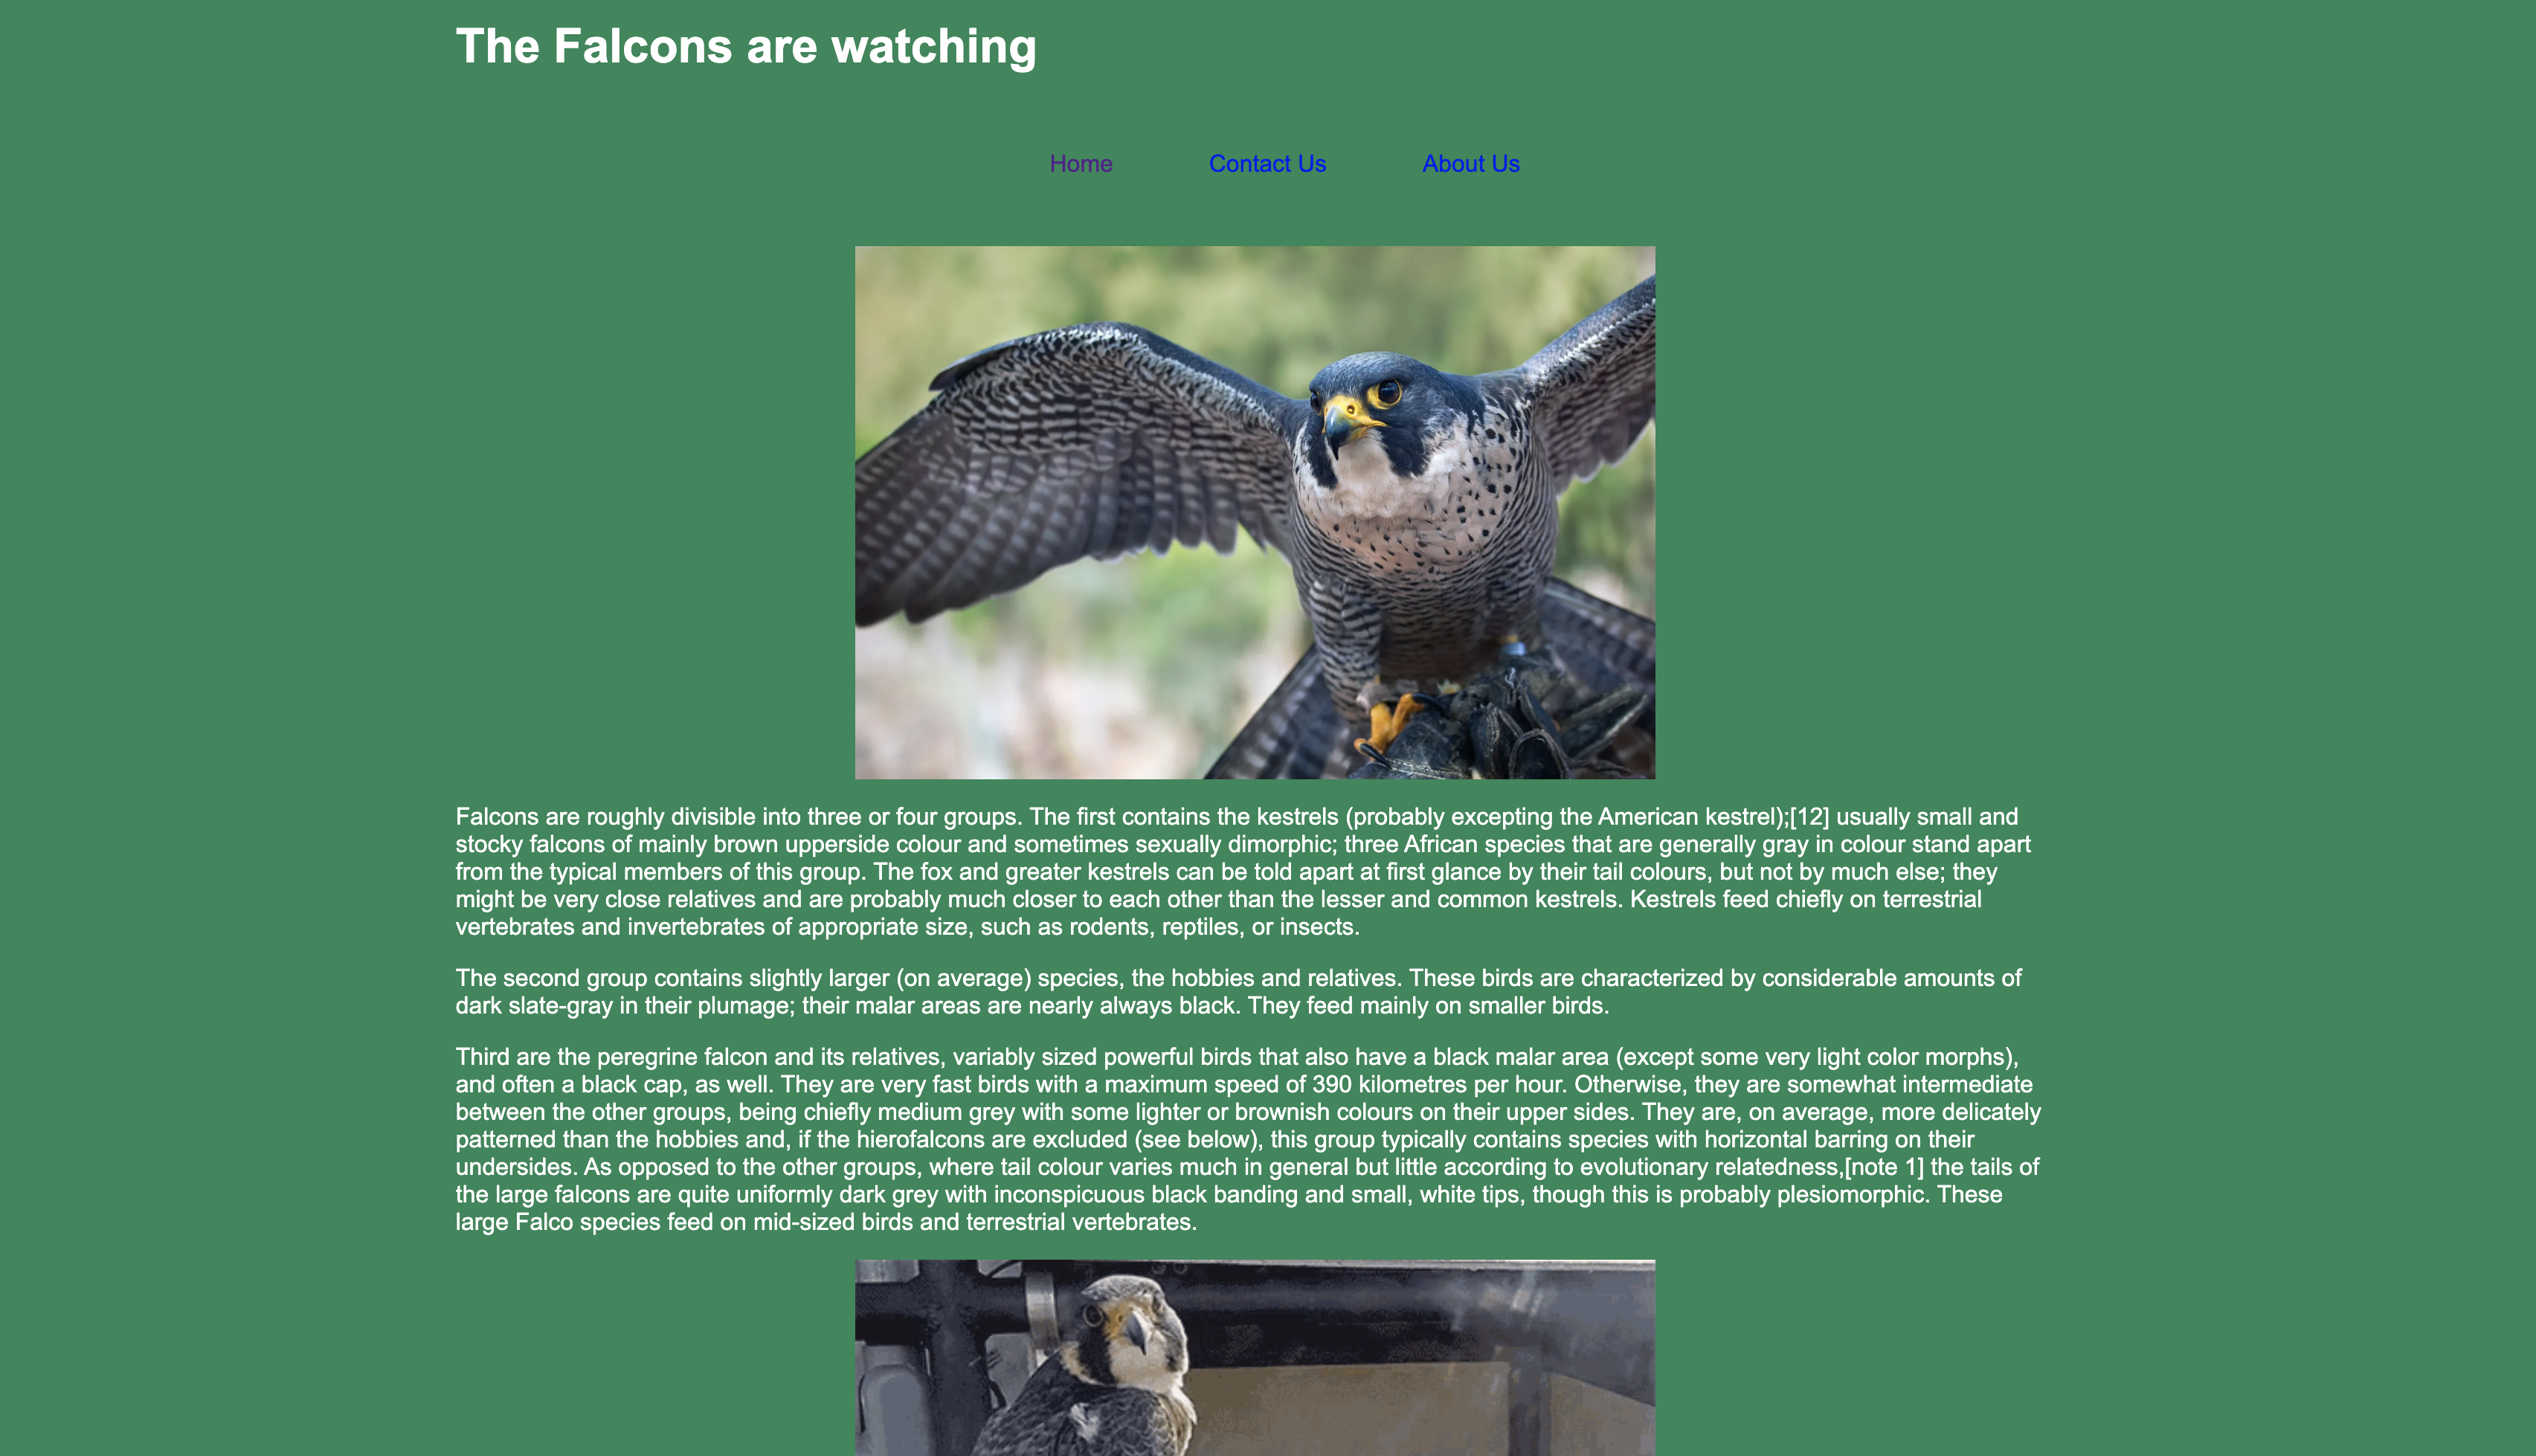 The Falcons are watching
Home
Contact Us
About Us
Falcons are roughly divisible into three or four groups. The first contains the kestrels (probably excepting the American kestrel);[12] usually small and
stocky falcons of mainly brown upperside colour and sometimes sexually dimorphic; three African species that are generally gray in colour stand apart
from the typical members of this group. The fox and greater kestrels can be told apart at first glance by their tail colours, but not by much else; they
might be very close relatives and are probably much closer to each other than the lesser and common kestrels. Kestrels feed chiefly on terrestrial
vertebrates and invertebrates of appropriate size, such as rodents, reptiles, or insects.
The second group contains slightly larger (on average) species, the hobbies and relatives. These birds are characterized by considerable amounts of
dark slate-gray in their plumage; their malar areas are nearly always black. They feed mainly on smaller birds.
Third are the peregrine falcon and its relatives, variably sized powerful birds that also have a black malar area (except some very light color morphs),
and often a black cap, as well. They are very fast birds with a maximum speed of 390 kilometres per hour. Otherwise, they are somewhat intermediate
between the other groups, being chiefly medium grey with some lighter or brownish colours on their upper sides. They are, on average, more delicately
patterned than the hobbies and, if the hierofalcons are excluded (see below), this group typically contains species with horizontal barring on their
undersides. As opposed to the other groups, where tail colour varies much in general but little according to evolutionary relatedness,[note 1] the tails of
the large falcons are quite uniformly dark grey with inconspicuous black banding and small, white tips, though this is probably plesiomorphic. These
large Falco species feed on mid-sized birds and terrestrial vertebrates.